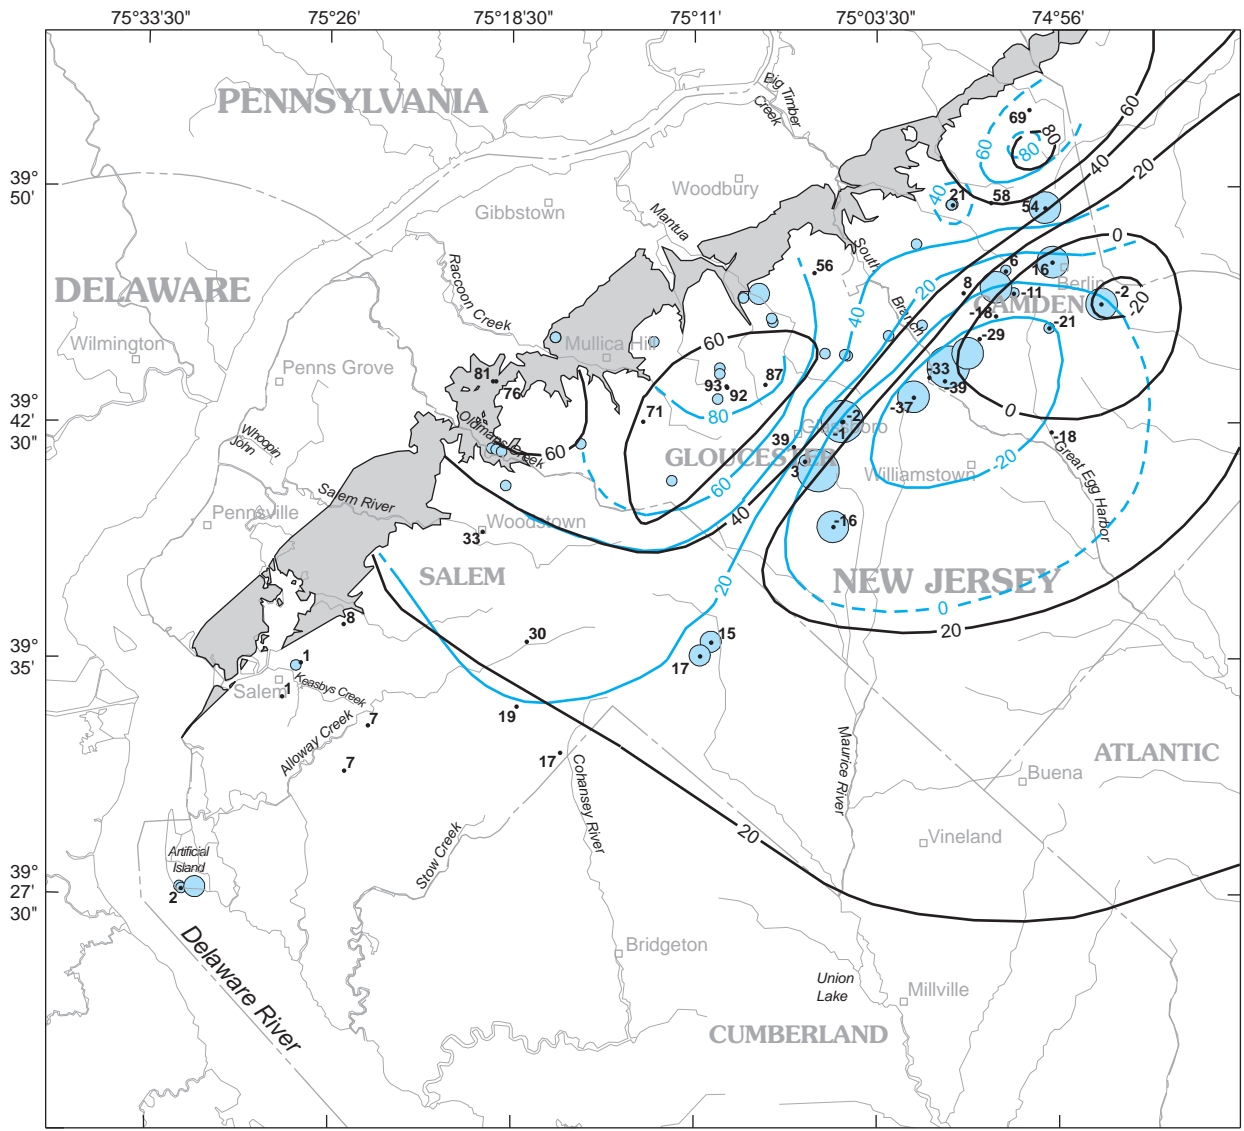 75°33'30"
75°26'
75°18'30"
75°11'
75°03'30"
74°56'
PENNSYLVANIA
Big Timber
Creek
69
60
80
60
80
40
20
39°
50'
Woodbury
40
21
58
54
Gibbstown
Mantua
South
Branch
0
Raccoon Creek
56
20
6
16
Berlin
DELAWARE
8
-11
CAMDEN
-2
-20
40
-18
-21
-29
Wilmington
Mullica Hill
60
Penns Grove
81
76
93
92
87
-33
-39
-37
39°
42'
30"
71
80
0
-2
-1
Glassboro
Oldmans Creek
60
39
-18
Whoopin
John
GLOUCESTER
3
Williamstown
-20
Great Egg Harbor
60
Salem River
Pennsville
Woodstown
40
-16
33
SALEM
20
NEW JERSEY
0
20
8
30
15
17
39°
35'
1
Salem
1
Keasbys Creek
Alloway Creek
7
19
7
17
Cohansey River
Maurice River
ATLANTIC
Buena
20
Vineland
Stow Creek
Artificial
Island
39°
27'
30"
2
Delaware River
Bridgeton
Union
Lake
Millville
CUMBERLAND